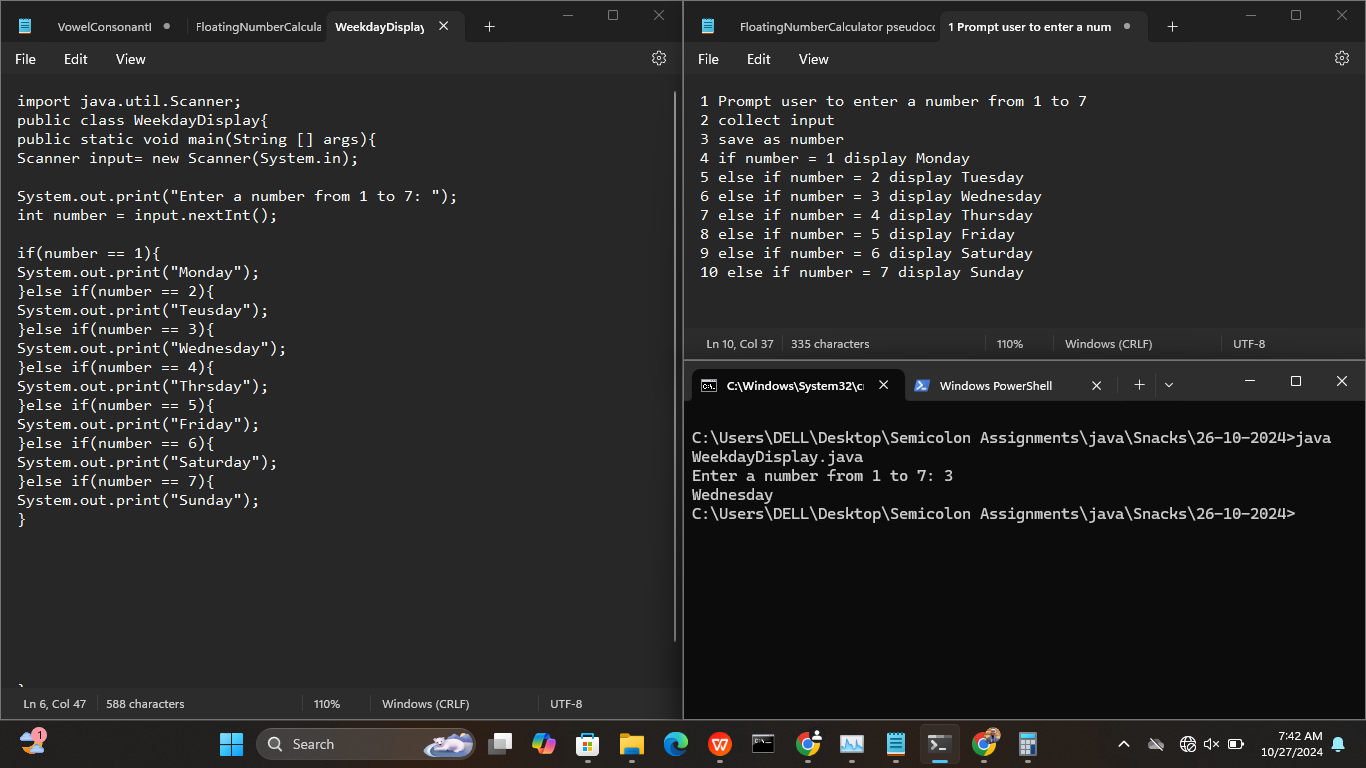 VowelConsonantI
FloatingNumberCalcula
WeekdayDisplay
File Edit View
import java.util.Scanner;
public class WeekdayDisplay{
public static void main(String [] args){
Scanner input= new Scanner(System.in);
System.out.print("Enter a number from 1 to 7: ");
int number = input.nextInt();
if(number == 1){
System.out.print("Monday");
}else if(number == 2){
System.out.print("Teusday");
}else if(number == 3){
System.out.print("Wednesday");
}else if(number == 4){
System.out.print("Thrsday");
}else if(number == 5){
System.out.print("Friday");
}else if(number == 6){
System.out.print("Saturday");
}else if(number == 7){
System.out.print("Sunday");
}
Ln 6, Col 47 588 characters 110% Windows (CRLF) UTF-8
FloatingNumberCalculator pseudocc
1 Prompt user to enter a num
File Edit View
1 Prompt user to enter a number from 1 to 7
2 collect input
3 save as number
4 if number = 1 display Monday
5 else if number = 2 display Tuesday
6 else if number = 3 display Wednesday
7 else if number = 4 display Thursday
8 else if number = 5 display Friday
9 else if number = 6 display Saturday
10 else if number = 7 display Sunday
Ln 10, Col 37 335 characters 110% Windows (CRLF) UTF-8
C:\Windows\System32\c
Windows PowerShell
C:\Users\DELL\Desktop\Semicolon Assignments\java\Snacks\26-10-2024>java
WeekdayDisplay.java
Enter a number from 1 to 7: 3
Wednesday
C:\Users\DELL\Desktop\Semicolon Assignments\java\Snacks\26-10-2024>
1
Search
7:42 AM
10/27/2024